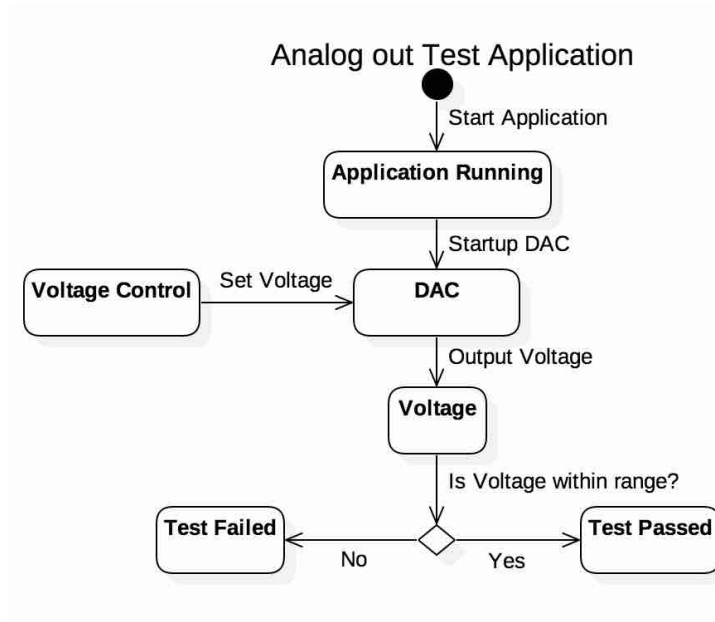 Analog out Test Application
Start Application
Application Running
Startup DAC
Voltage Control
Set Voltage
DAC
Output Voltage
Voltage
Is Voltage within range?
Test Failed
No
Yes
Test Passed